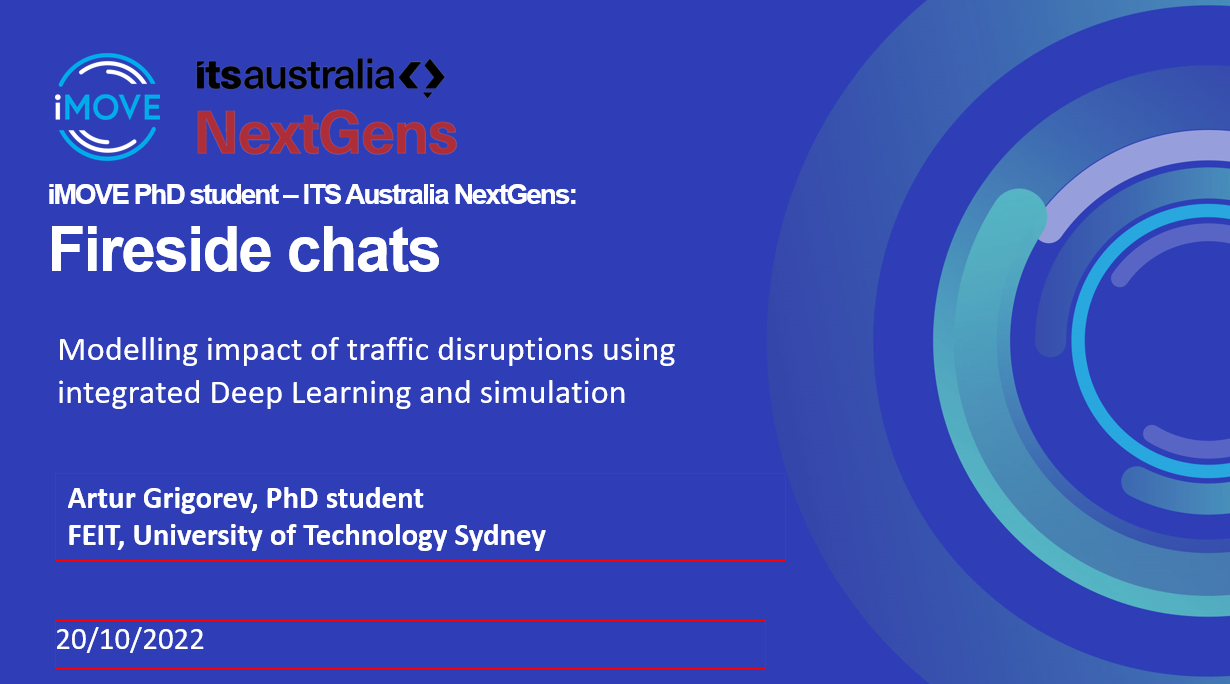 iMOVE
itsaustralia
NextGens
iMOVE PhD student – ITS Australia NextGens:
Fireside chats
Modelling impact of traffic disruptions using
integrated Deep Learning and simulation
Artur Grigorev, PhD student
FEIT, University of Technology Sydney
20/10/2022